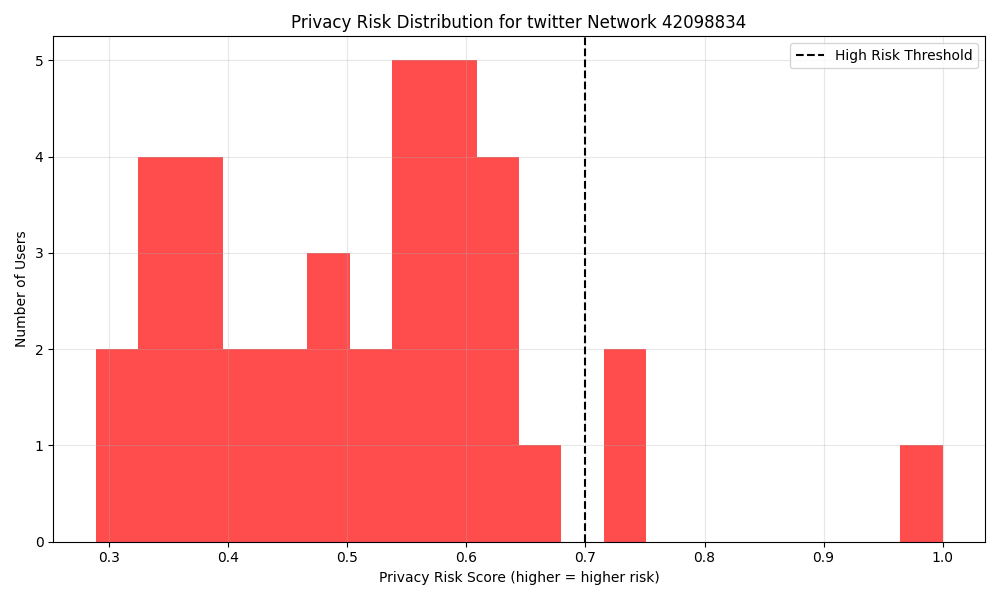 Privacy Risk Distribution for twitter Network 42098834
High Risk Threshold
Number of Users
5
4
3
2
1
0
0.3 0.4 0.5 0.6 0.7 0.8 0.9 1.0
Privacy Risk Score (higher = higher risk)